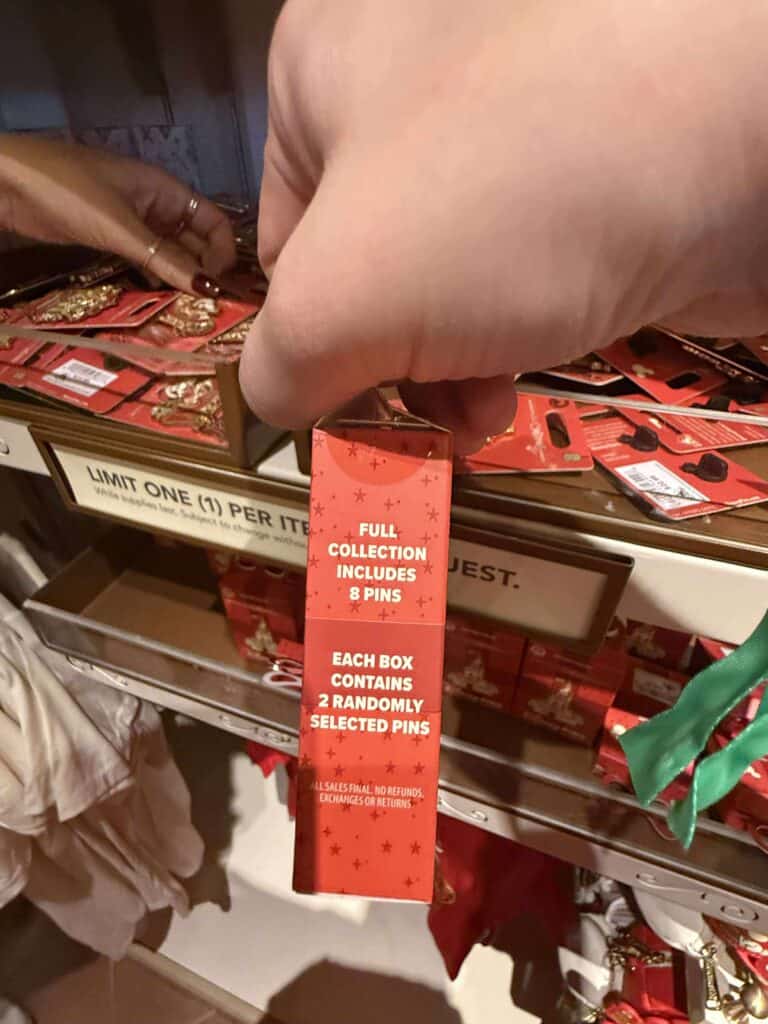 LIMIT ONE (1) PER ITE
While supplies last. Subject to change withou
UEST.
FULL
COLLECTION
INCLUDES
8 PINS
EACH BOX
CONTAINS
2 RANDOMLY
SELECTED PINS
ALL SALES FINAL. NO REFUNDS,
EXCHANGES OR RETURNS.